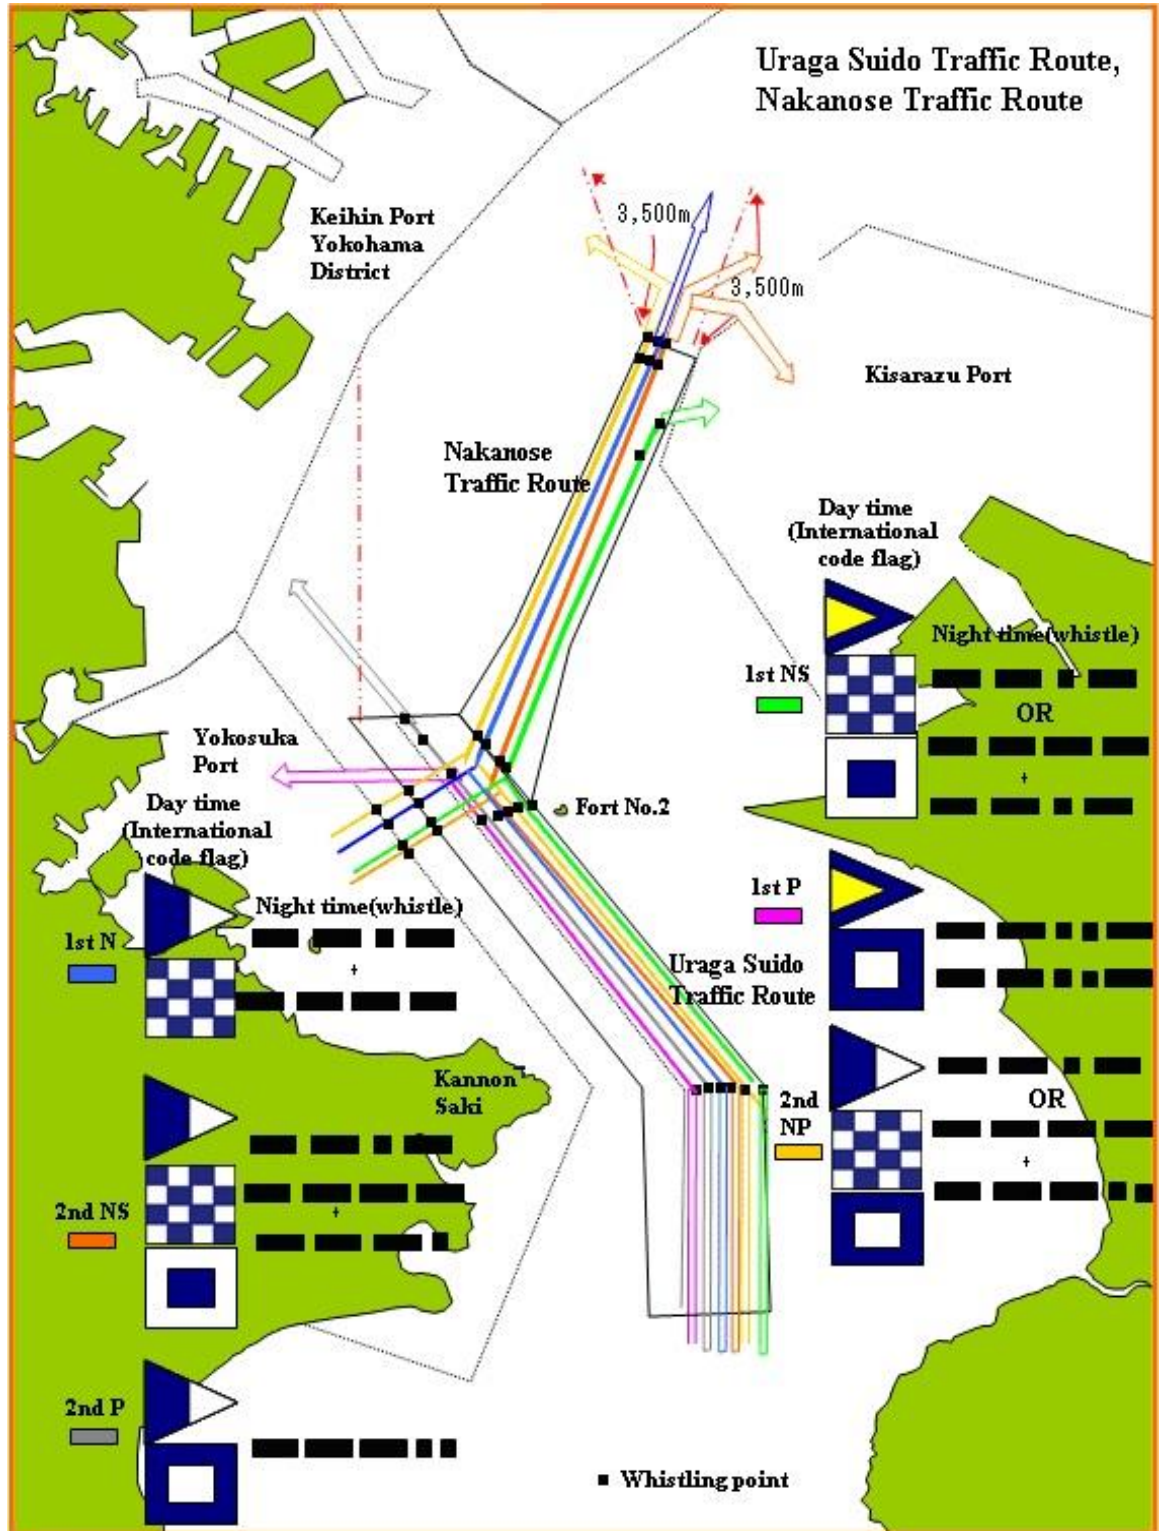 Uraga Suido Traffic Route,
Nakanose Traffic Route
3,500m
Keihin Port
Yokohama
District
3,500m
Kisarazu Port
Nakanose
Traffic Route
Day time
(International
code flag)
Night time(whistle)
1st NS
OR
+
Yokosuka
Port
Fort No.2
Day time
(International
code flag)
Night time(whistle)
1st N
+
1st P
Uraga Suido
Traffic Route
Kannon
Saki
2nd
NP
OR
+
2nd NS
+
2nd P
Whistling point